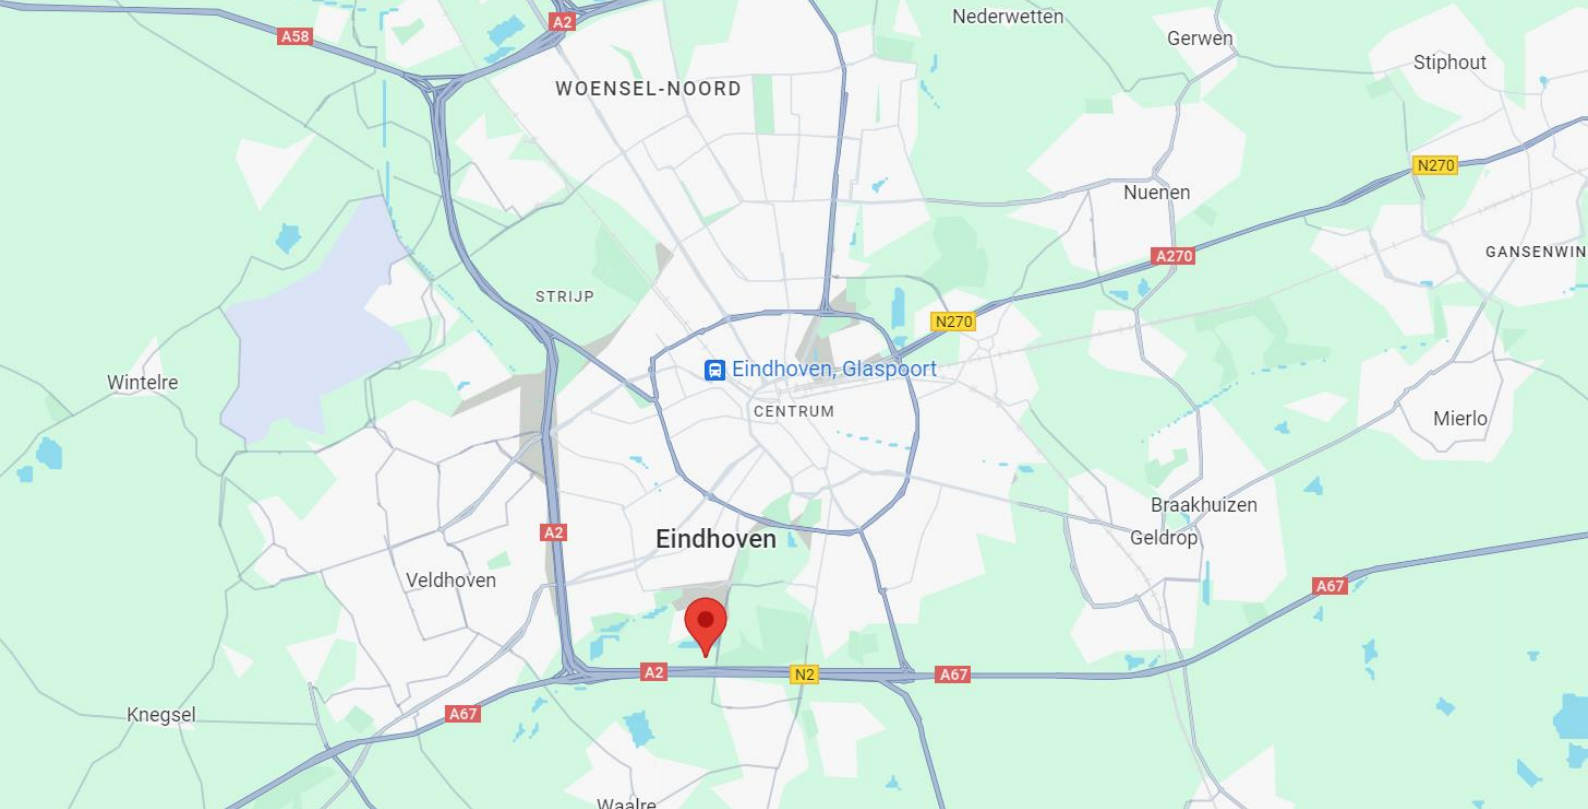 Nederwetten
A2
A58
Gerwen
Stiphout
WOENSEL-NOORD
N270
Nuenen
A270
GANSENWIN
STRIJP
N270
Eindhoven, Glaspoort
Wintelre
CENTRUM
Mierlo
Braakhuizen
A2
Eindhoven
Geldrop
Veldhoven
A67
A2
N2
A67
Knegsel
A67
Waalre